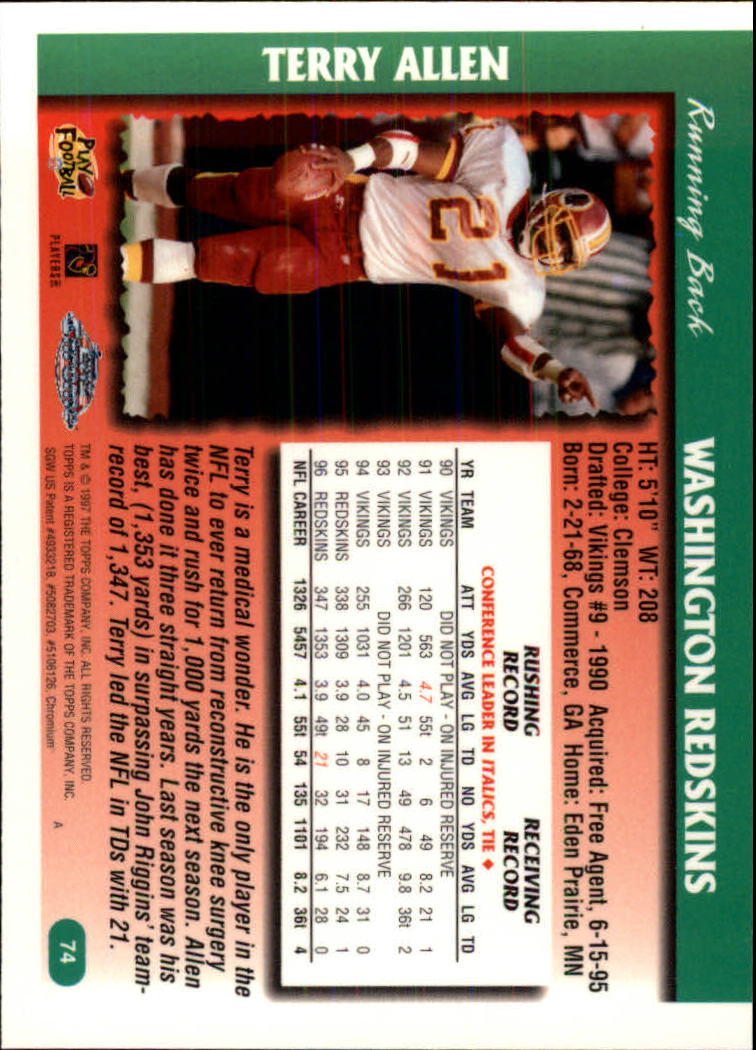 TERRY ALLEN
Running Back
WASHINGTON REDSKINS
21
HT: 5'10" WT: 208
College: Clemson
Drafted: Vikings #9 - 1990 Acquired: Free Agent, 6-15-95
Born: 2-21-68, Commerce, GA Home: Eden Prairie, MN
RUSHING RECORD RECEIVING RECORD
CONFERENCE LEADER IN ITALICS, TIE ◆
YR TEAM ATT YDS AVG LG TD NO YDS AVG LG TD
90 VIKINGS DID NOT PLAY - ON INJURED RESERVE
91 VIKINGS 120 563 4.7 55t 2 6 49 8.2 21 1
92 VIKINGS 266 1201 4.5 51 13 49 478 9.8 36t 2
93 VIKINGS DID NOT PLAY - ON INJURED RESERVE
94 VIKINGS 255 1031 4.0 45 8 17 148 8.7 31 0
95 REDSKINS 338 1309 3.9 28 10 31 232 7.5 24 1
96 REDSKINS 347 1353 3.9 49t 21 32 194 6.1 28 0
NFL CAREER 1326 5457 4.1 55t 54 135 1101 8.2 36t 4
Terry is a medical wonder. He is the only player in the
NFL to ever return from reconstructive knee surgery
twice and rush for 1,000 yards the next season. Allen
has done it three straight years. Last season was his
best, (1,353 yards) in surpassing John Riggins' team-
record of 1,347. Terry led the NFL in TDs with 21.
PLAY
FOOTBALL
PLAYERS
TM & © 1997 THE TOPPS COMPANY, INC. ALL RIGHTS RESERVED.
TOPPS IS A REGISTERED TRADEMARK OF THE TOPPS COMPANY, INC.
SGW US Patent #4933218, #5082703, #5106126, Chromium A
74